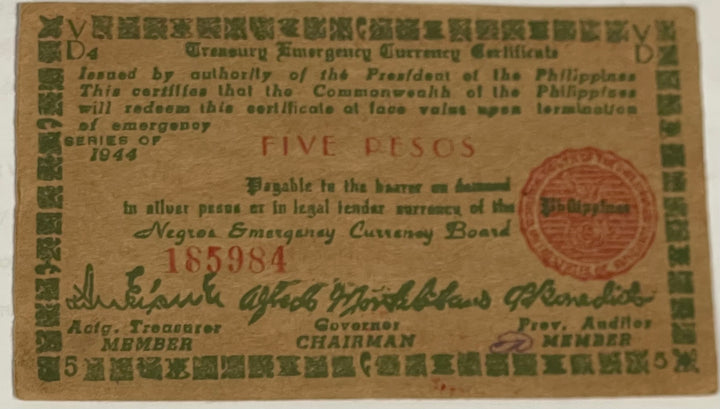 V V
D4 D
Treasury Emergency Currency Certificate
Issued by authority of the President of the Philippines
This certifies that the Commonwealth of the Philippines
will redeem this certificate at face value upon termination
of emergency
SERIES OF
1944
FIVE PESOS
Payable to the bearer on demand
in silver pesos or in legal tender currency of the
Philippines
Negros Emergency Currency Board
185984
Alfredo Montelibano
Actg. Treasurer Governor Prov. Auditor
MEMBER CHAIRMAN MEMBER
5 5